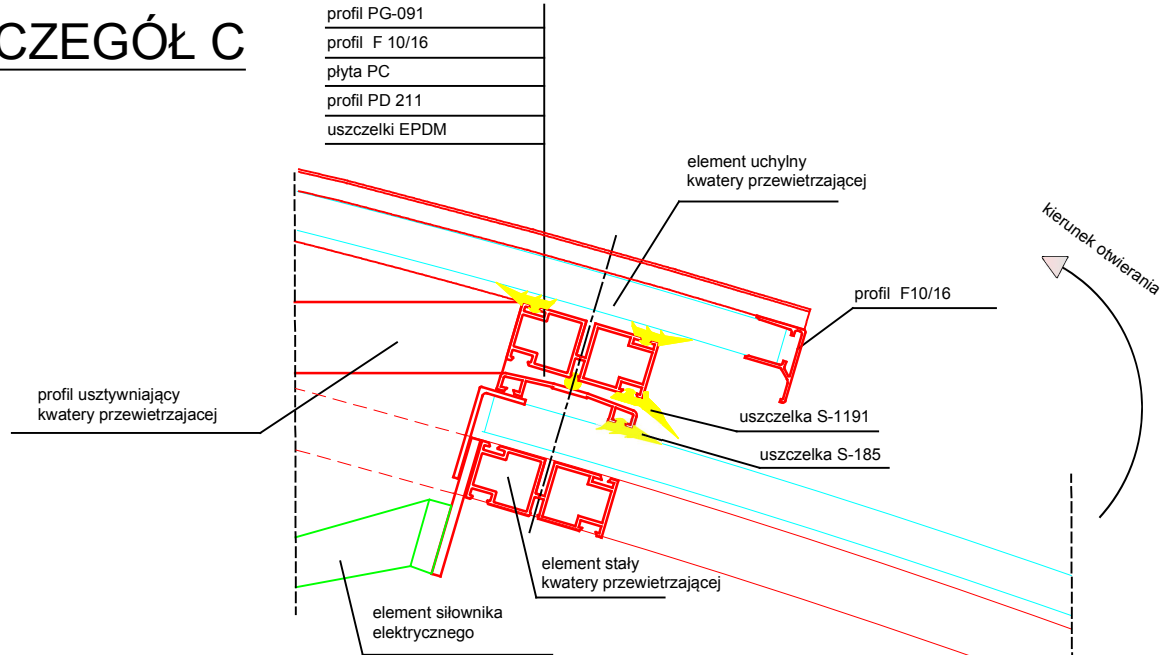 CZEGÓŁ C
profil PG-091
profil F 10/16
płyta PC
profil PD 211
uszczelki EPDM
element uchylny
kwatery przewietrzającej
kierunek otwierania
profil F10/16
profil usztywniający
kwatery przewietrzajacej
uszczelka S-1191
uszczelka S-185
element stały
kwatery przewietrzającej
element siłownika
elektrycznego